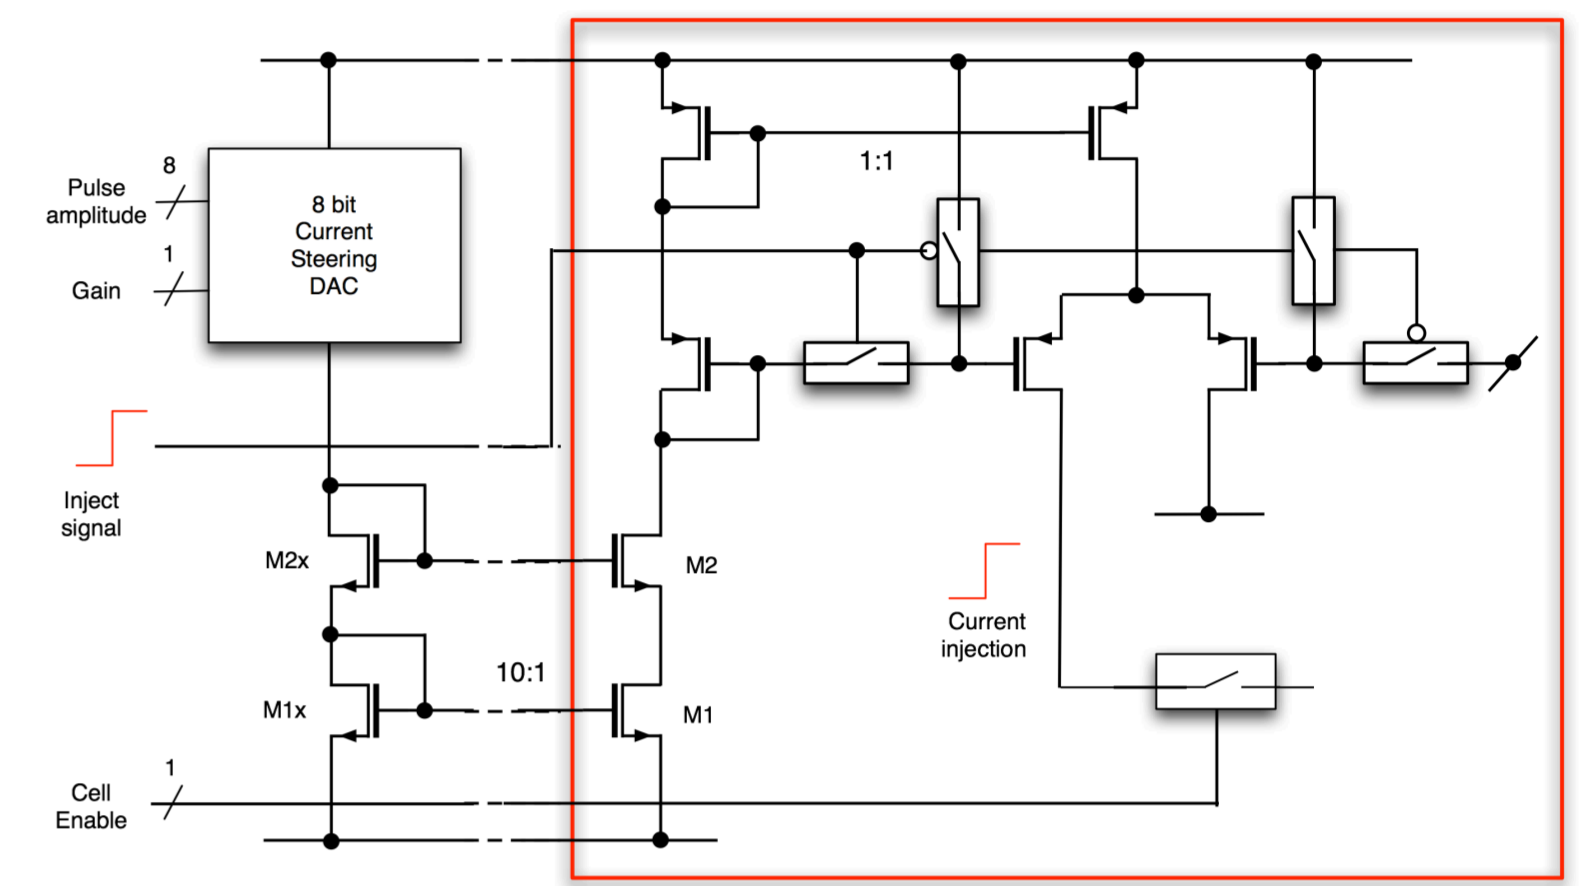 8
Pulse
amplitude
1
Gain
8 bit
Current
Steering
DAC
1:1
Inject
signal
M2x
M2
Current
injection
10:1
M1x
M1
1
Cell
Enable